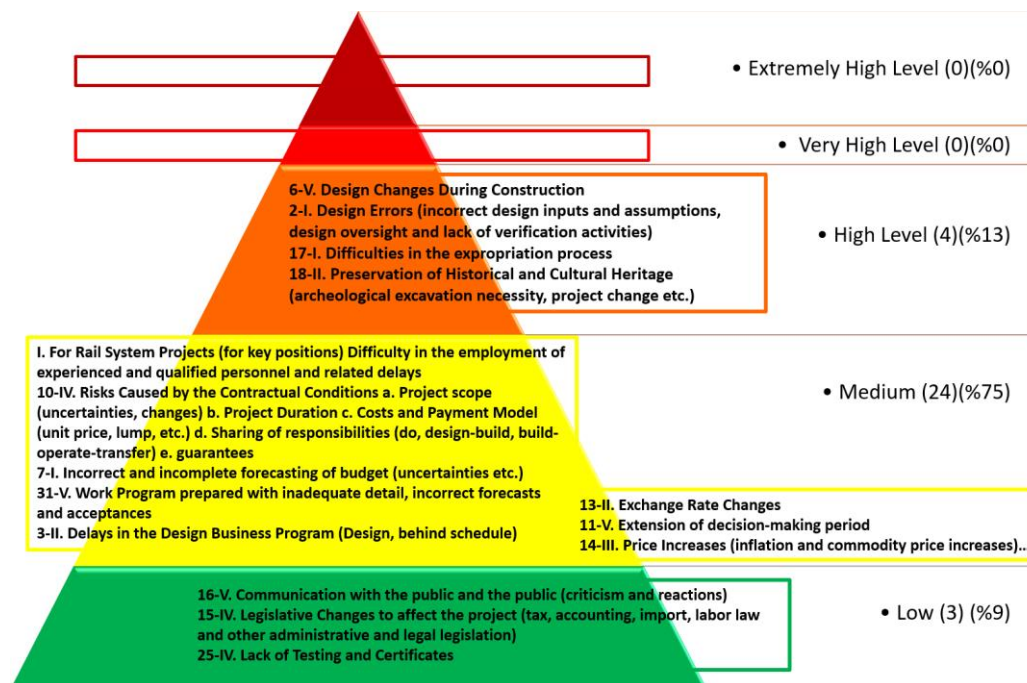 • Extremely High Level (0)(%0)
• Very High Level (0)(%0)
6-V. Design Changes During Construction
2-I. Design Errors (incorrect design inputs and assumptions,
design oversight and lack of verification activities)
17-I. Difficulties in the expropriation process
18-II. Preservation of Historical and Cultural Heritage
(archeological excavation necessity, project change etc.)
• High Level (4)(%13)
I. For Rail System Projects (for key positions) Difficulty in the employment of
experienced and qualified personnel and related delays
10-IV. Risks Caused by the Contractual Conditions a. Project scope
(uncertainties, changes) b. Project Duration c. Costs and Payment Model
(unit price, lump, etc.) d. Sharing of responsibilities (do, design-build, build-
operate-transfer) e. guarantees
7-I. Incorrect and incomplete forecasting of budget (uncertainties etc.)
31-V. Work Program prepared with inadequate detail, incorrect forecasts
and acceptances
3-II. Delays in the Design Business Program (Design, behind schedule)
• Medium (24)(%75)
13-II. Exchange Rate Changes
11-V. Extension of decision-making period
14-III. Price Increases (inflation and commodity price increases)...
16-V. Communication with the public and the public (criticism and reactions)
15-IV. Legislative Changes to affect the project (tax, accounting, import, labor law
and other administrative and legal legislation)
25-IV. Lack of Testing and Certificates
• Low (3) (%9)